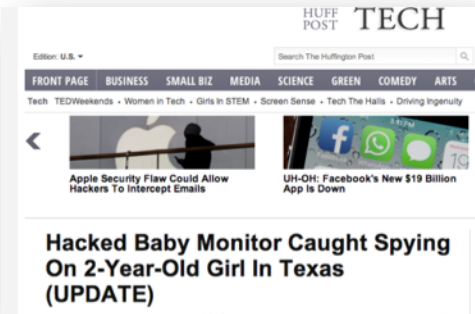 HUFF
POST TECH
Edition: U.S.
Search The Huffington Post
FRONT PAGE BUSINESS SMALL BIZ MEDIA SCIENCE GREEN COMEDY ARTS
Tech TEDWeekends • Women in Tech • Girls In STEM • Screen Sense • Tech The Halls • Driving Ingenuity
Apple Security Flaw Could Allow
Hackers To Intercept Emails
UH-OH: Facebook's New $19 Billion
App Is Down
Hacked Baby Monitor Caught Spying
On 2-Year-Old Girl In Texas
(UPDATE)